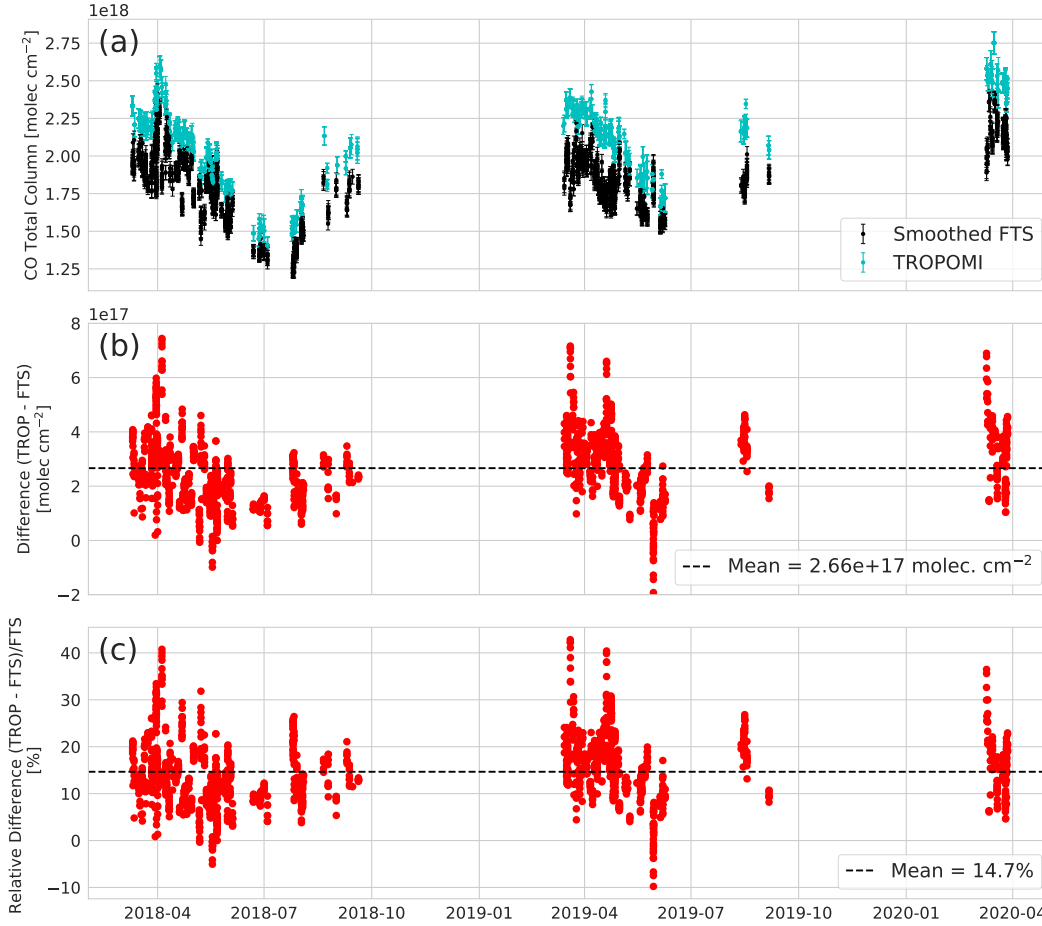 1e18
(a)
CO Total Column [molec cm⁻²]
2.75
2.50
2.25
2.00
1.75
1.50
1.25
Smoothed FTS
TROPOMI
1e17
(b)
Difference (TROP - FTS)
[molec cm⁻²]
8
6
4
2
0
−2
Mean = 2.66e+17 molec. cm⁻²
(c)
Relative Difference (TROP - FTS)/FTS
[%]
40
30
20
10
0
−10
Mean = 14.7%
2018-04 2018-07 2018-10 2019-01 2019-04 2019-07 2019-10 2020-01 2020-04